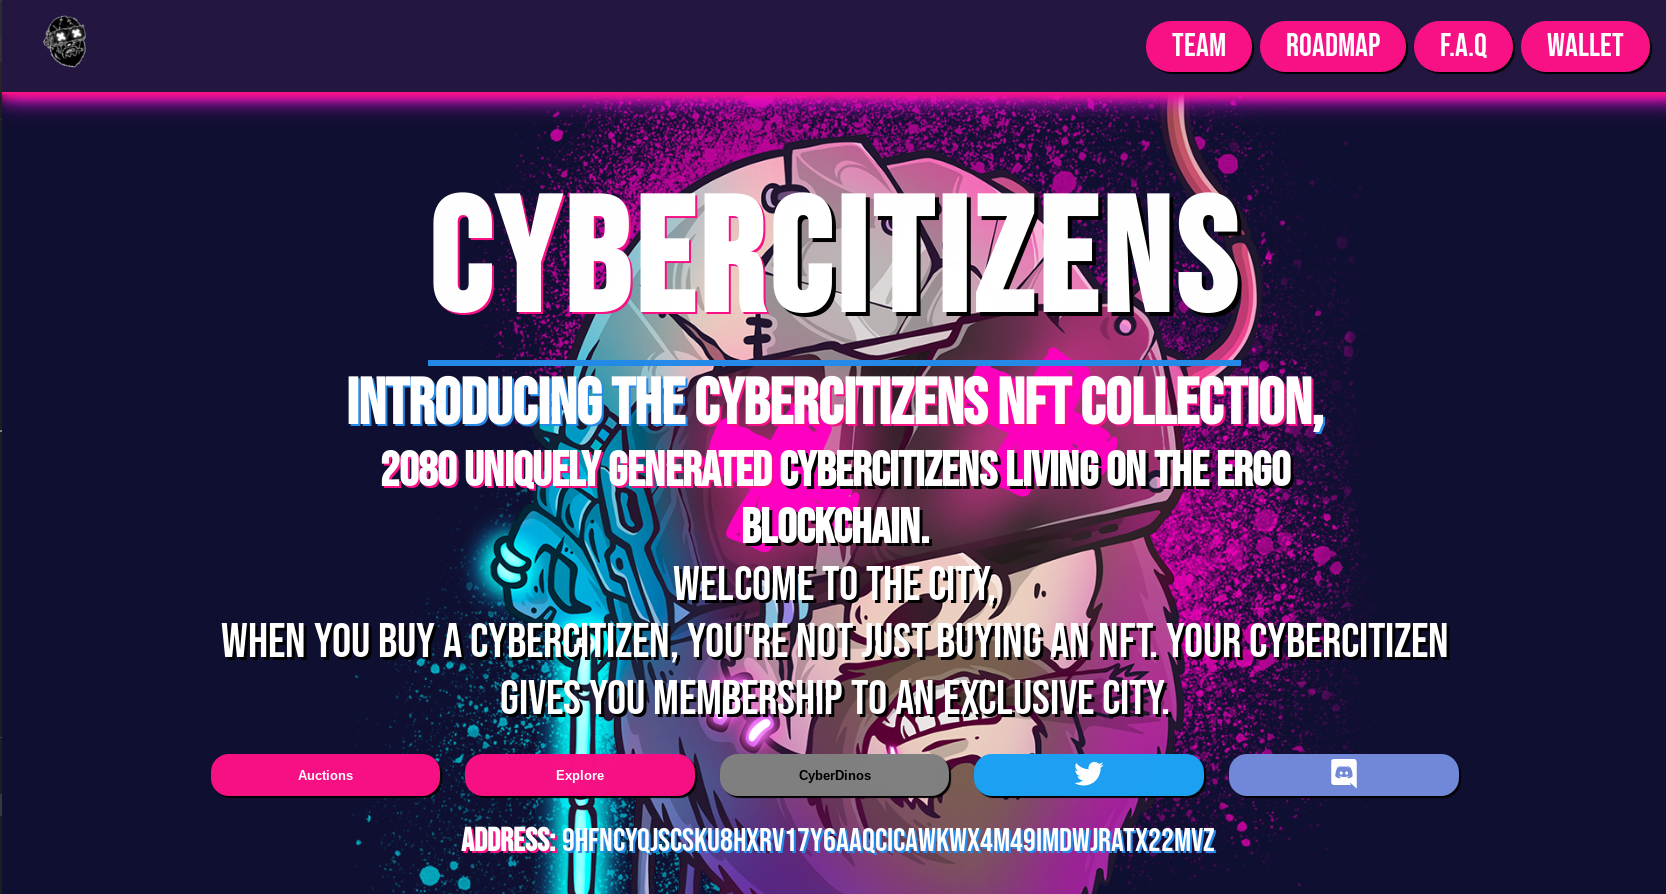 TEAM
ROADMAP
F.A.Q
WALLET
CYBERCITIZENS
INTRODUCING THE CYBERCITIZENS NFT COLLECTION,
2080 UNIQUELY GENERATED CYBERCITIZENS LIVING ON THE ERGO
BLOCKCHAIN.
WELCOME TO THE CITY,
WHEN YOU BUY A CYBERCITIZEN, YOU'RE NOT JUST BUYING AN NFT. YOUR CYBERCITIZEN
GIVES YOU MEMBERSHIP TO AN EXCLUSIVE CITY.
Auctions
Explore
CyberDinos
ADDRESS: 9HFNCYQJSCSKU8HXRV17Y6AAQCICAWKWX4M49IMDWJRATX22MVZ